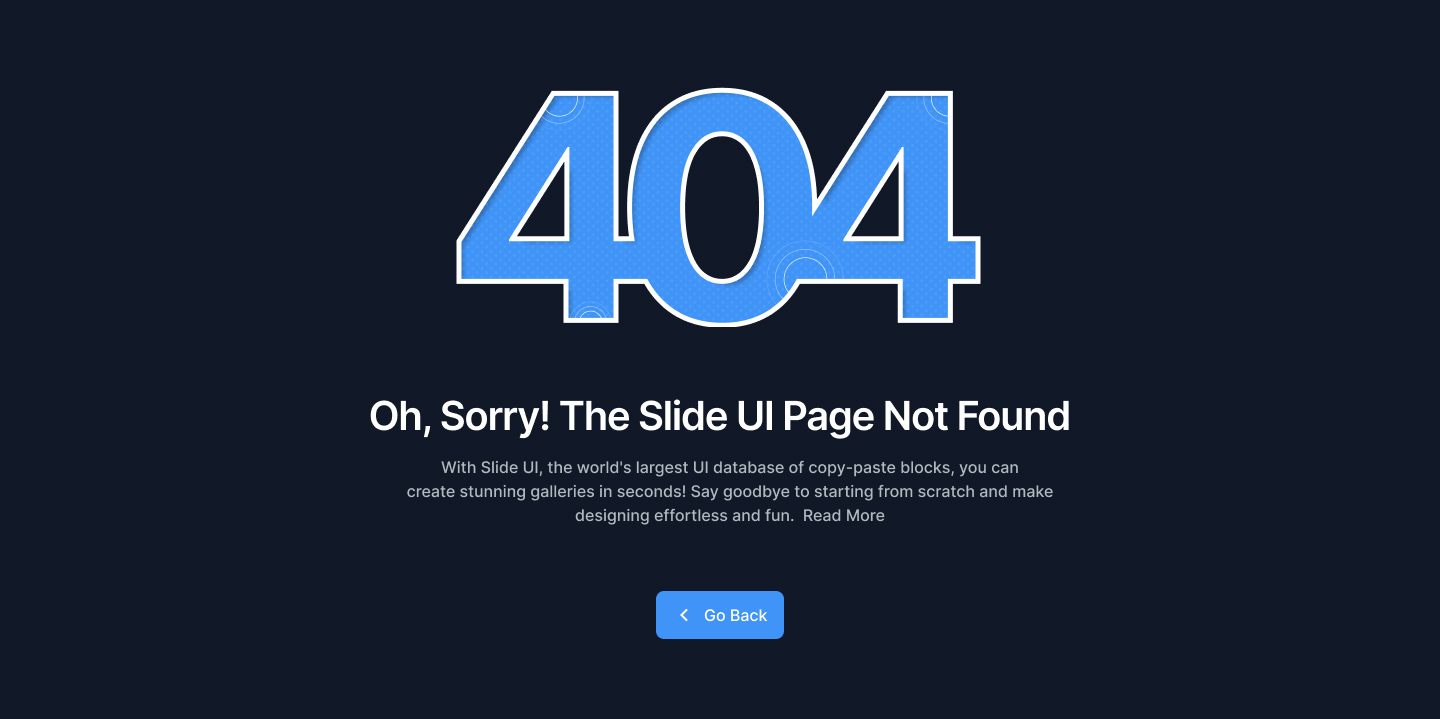 404
Oh, Sorry! The Slide UI Page Not Found
With Slide UI, the world's largest UI database of copy-paste blocks, you can
create stunning galleries in seconds! Say goodbye to starting from scratch and make
designing effortless and fun.  Read More
Go Back